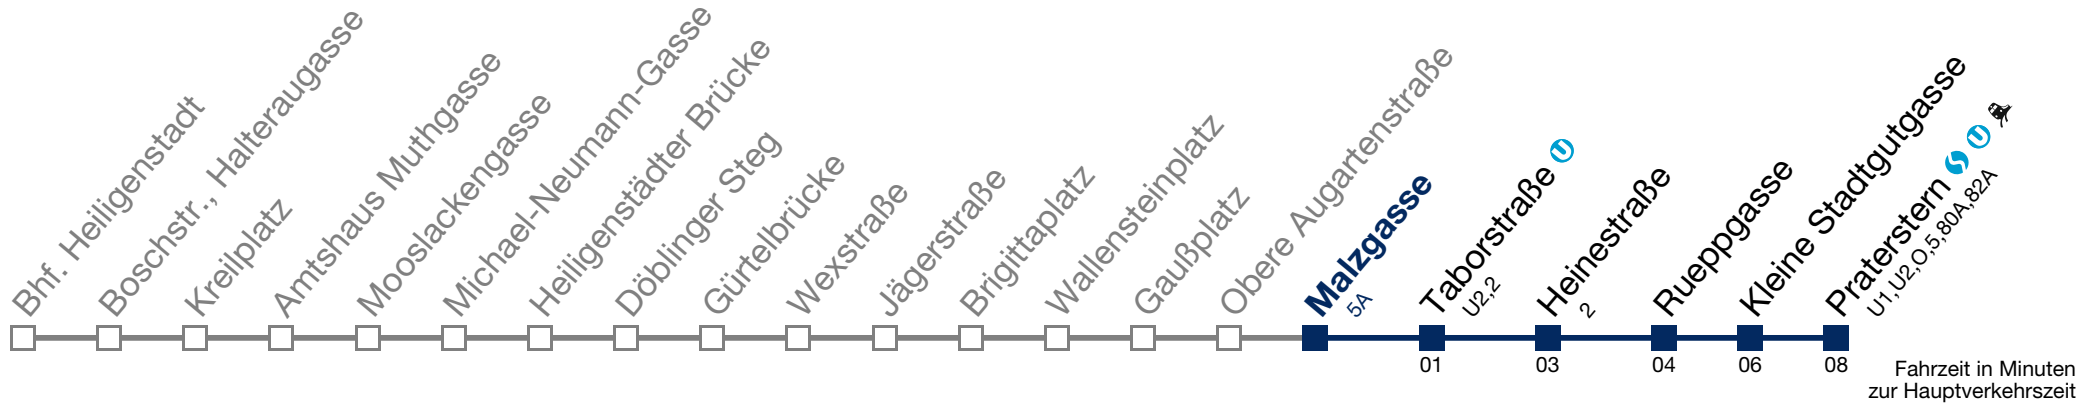 Bhf. Heiligenstadt
Boschstr., Halteraugasse
Kreilplatz
Amtshaus Muthgasse
Mooslackengasse
Michael-Neumann-Gasse
Heiligenstädter Brücke
Döblinger Steg
Gürtelbrücke
Wexstraße
Jägerstraße
Brigittaplatz
Wallensteinplatz
Gaußplatz
Obere Augartenstraße
Malzgasse
5A
Taborstraße U
U2,2
Heinestraße
2
Rueppgasse
Kleine Stadtgutgasse
Praterstern S U
U1,U2,O,5,80A,82A
01
03
04
06
08
Fahrzeit in Minuten
zur Hauptverkehrszeit